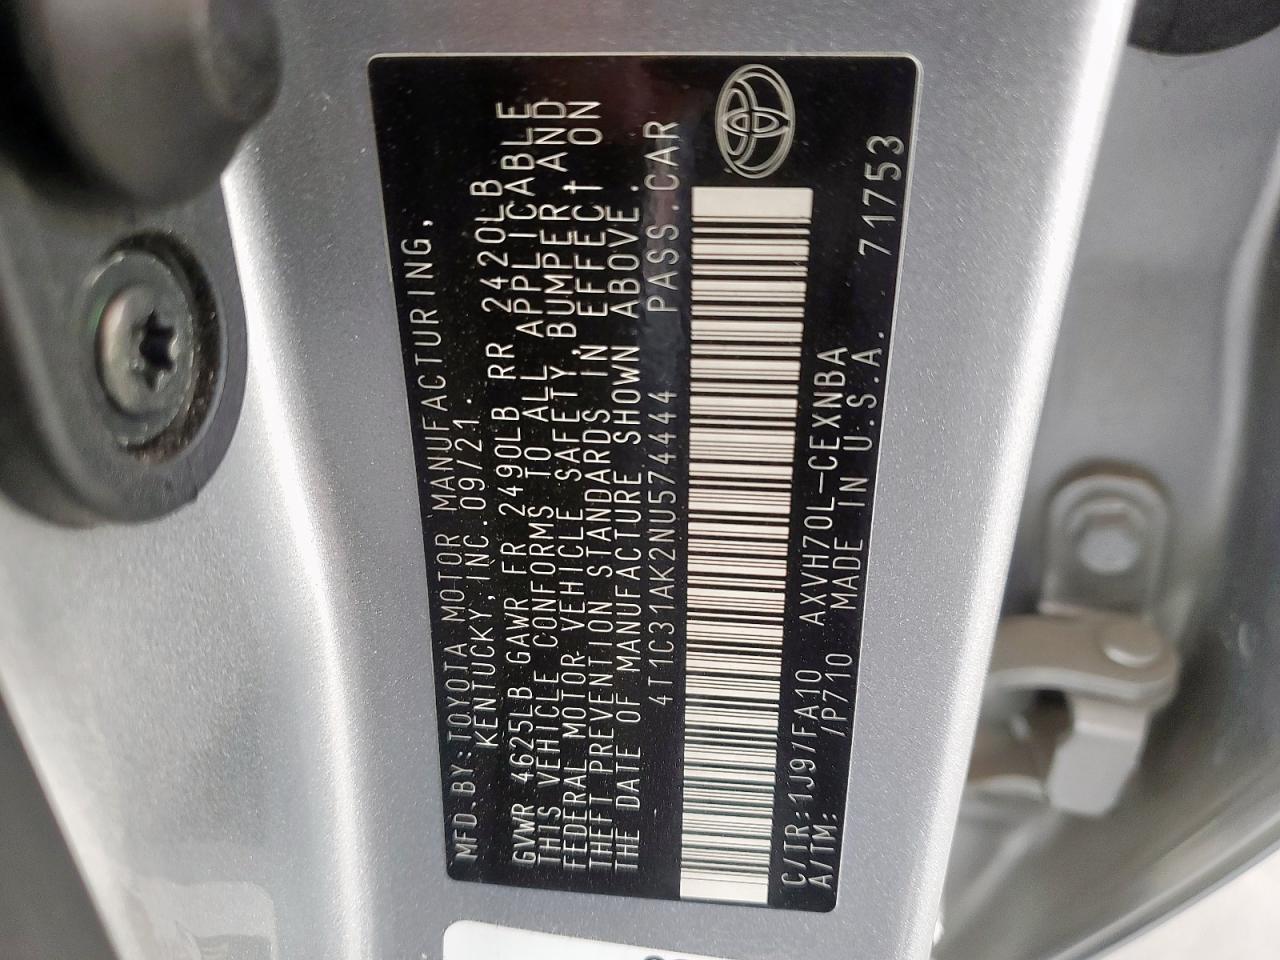 MFD.BY:TOYOTA MOTOR MANUFACTURING,
KENTUCKY,INC.09/21.
GVWR 4625LB GAWR FR 2490LB RR 2420LB
THIS VEHICLE CONFORMS TO ALL APPLICABLE
FEDERAL MOTOR VEHICLE SAFETY,BUMPER,AND
THEFT PREVENTION STANDARDS IN EFFECT ON
THE DATE OF MANUFACTURE SHOWN ABOVE.
4T1C31AK2NU574444 PASS.CAR
C/TR:1J9/FA10 AXVH70L-CEXNBA
A/TM: /P710 MADE IN U.S.A. 71753